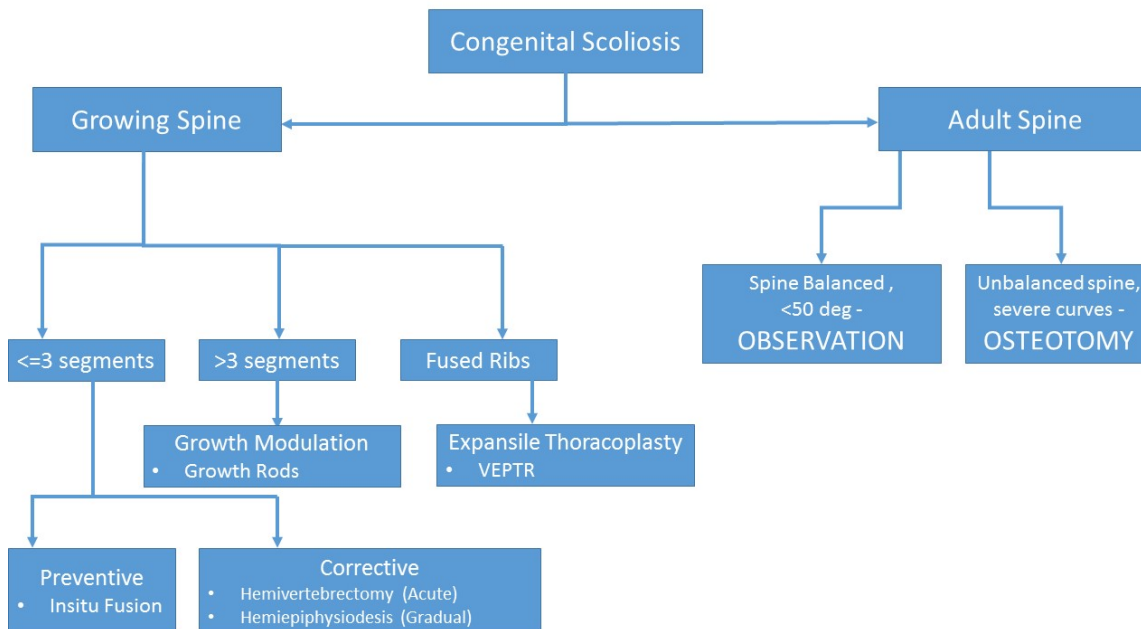 Congenital Scoliosis
Growing Spine
Adult Spine
Spine Balanced ,
<50 deg -
OBSERVATION
Unbalanced spine,
severe curves -
OSTEOTOMY
<=3 segments
>3 segments
Fused Ribs
Growth Modulation
• Growth Rods
Expansile Thoracoplasty
• VEPTR
Preventive
• Insitu Fusion
Corrective
• Hemivertebrectomy (Acute)
• Hemiepiphysiodesis (Gradual)